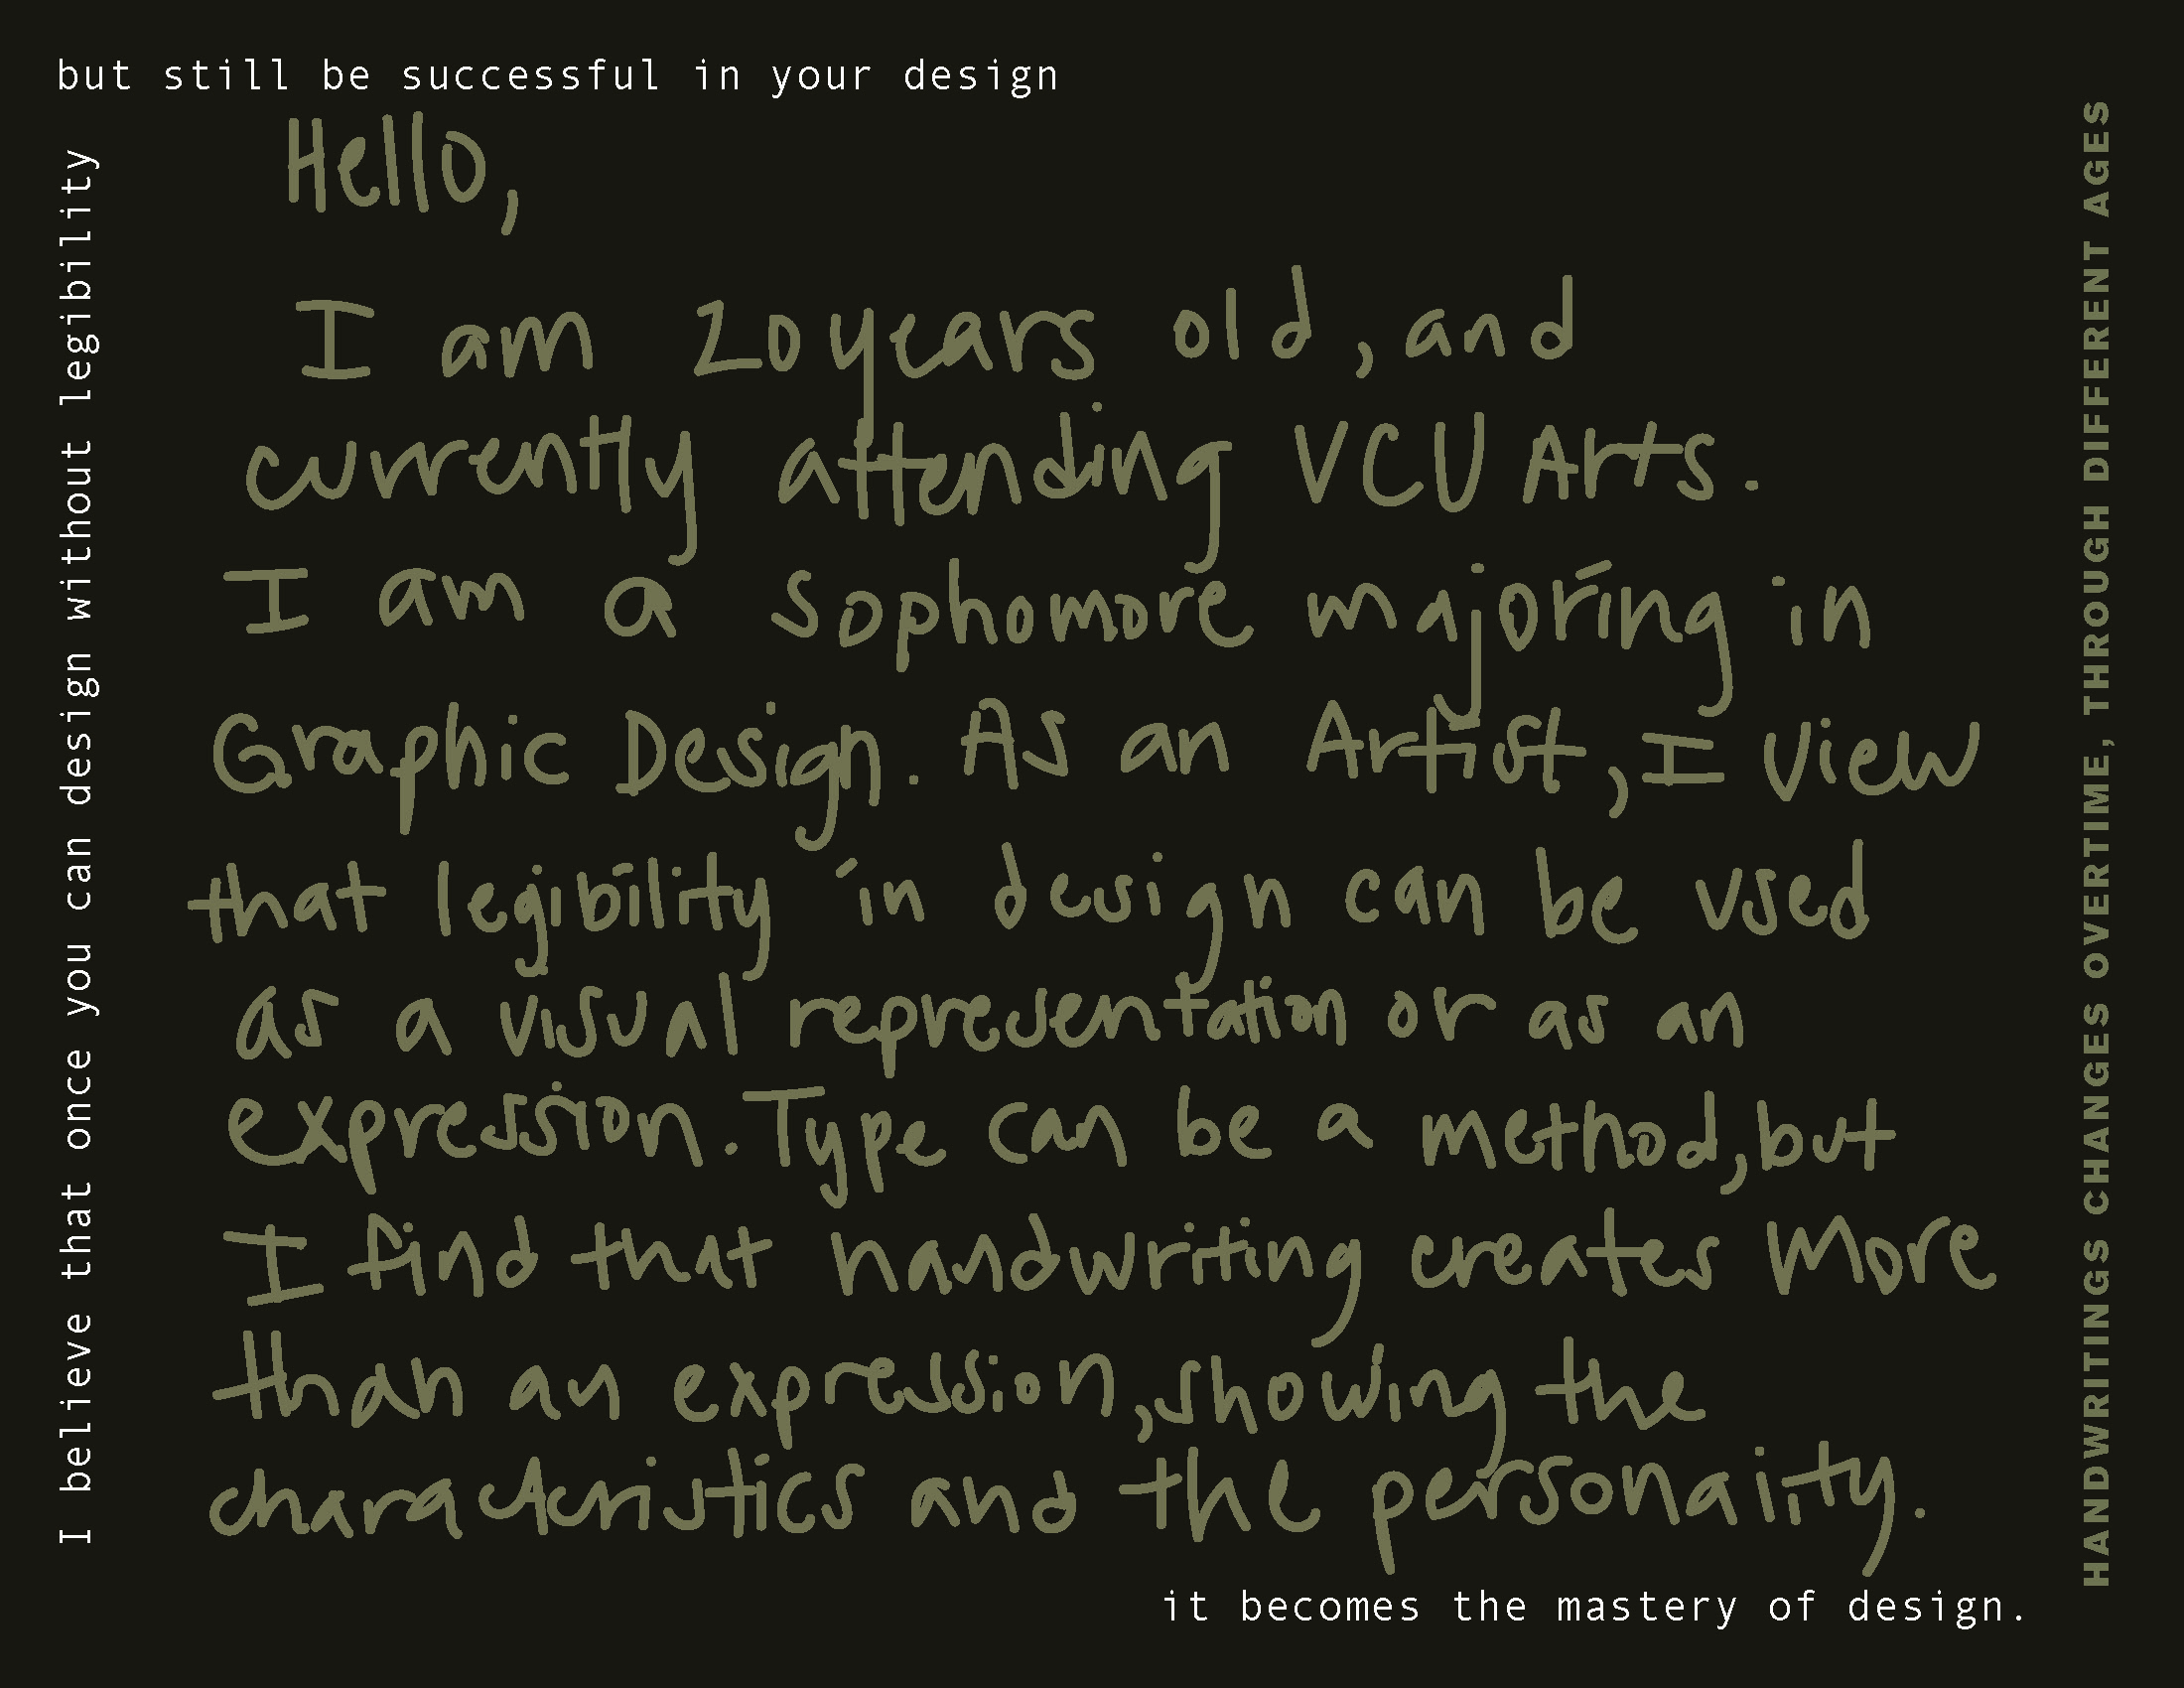 I believe that once you can design without legibility
but still be successful in your design
Hello,
I am 20 years old, and
currently attending VCU Arts.
I am a sophomore majoring in
Graphic Design. As an Artist, I view
that legibility in design can be used
as a visual representation or as an
expression. Type can be a method, but
I find that handwriting creates more
than an expression, showing the
characteristics and the personaiity.
it becomes the mastery of design.
HANDWRITINGS CHANGES OVERTIME, THROUGH DIFFERENT AGES